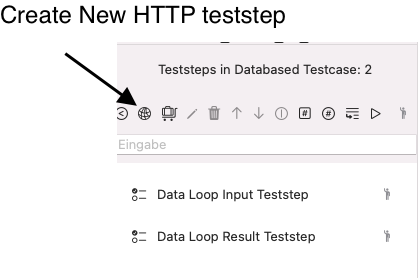 Create New HTTP teststep
Teststeps in Databased Testcase: 2
Eingabe
Data Loop Input Teststep
Data Loop Result Teststep